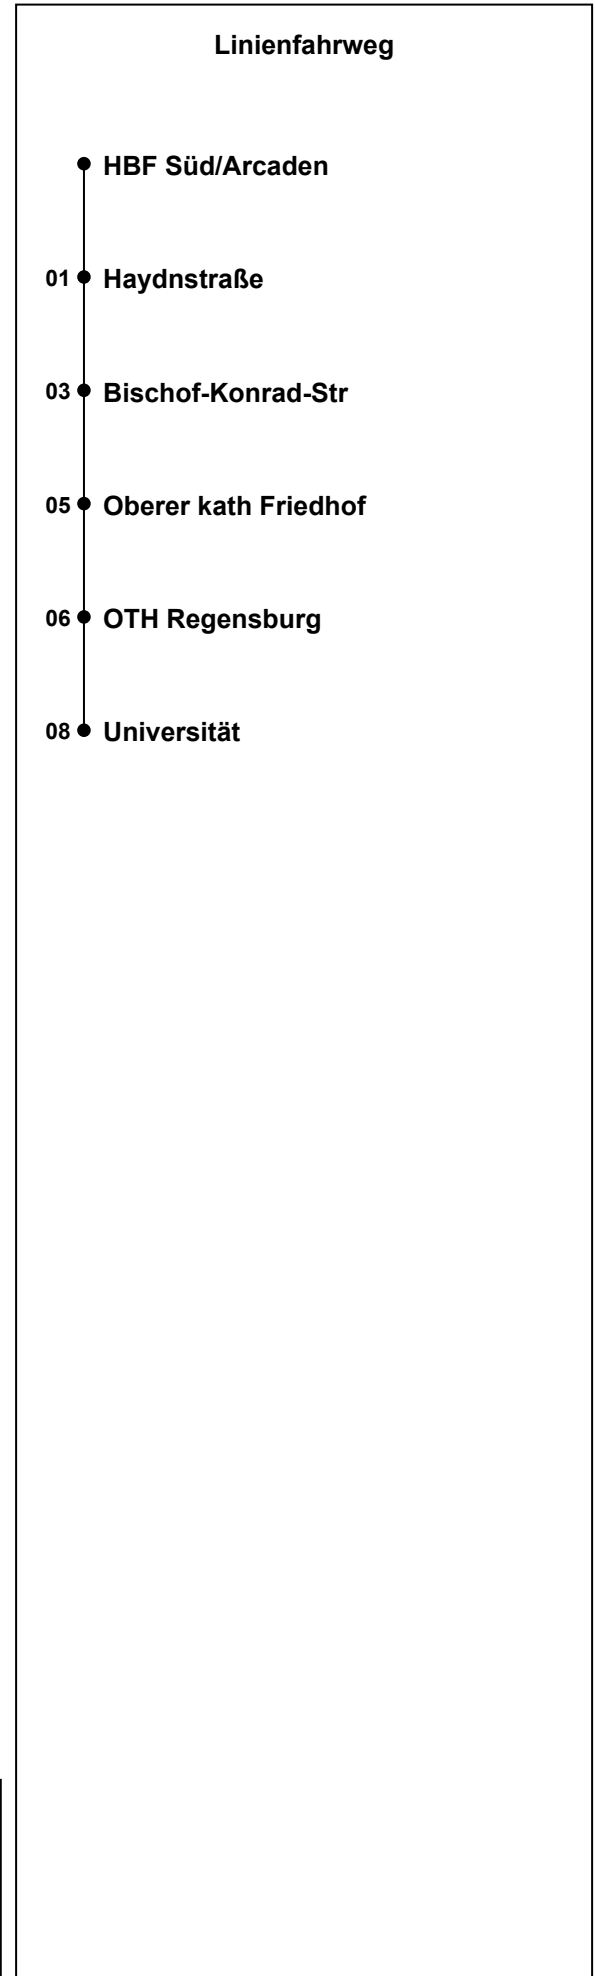 Linienfahrweg
HBF Süd/Arcaden
01 Haydnstraße
03 Bischof-Konrad-Str
05 Oberer kath Friedhof
06 OTH Regensburg
08 Universität